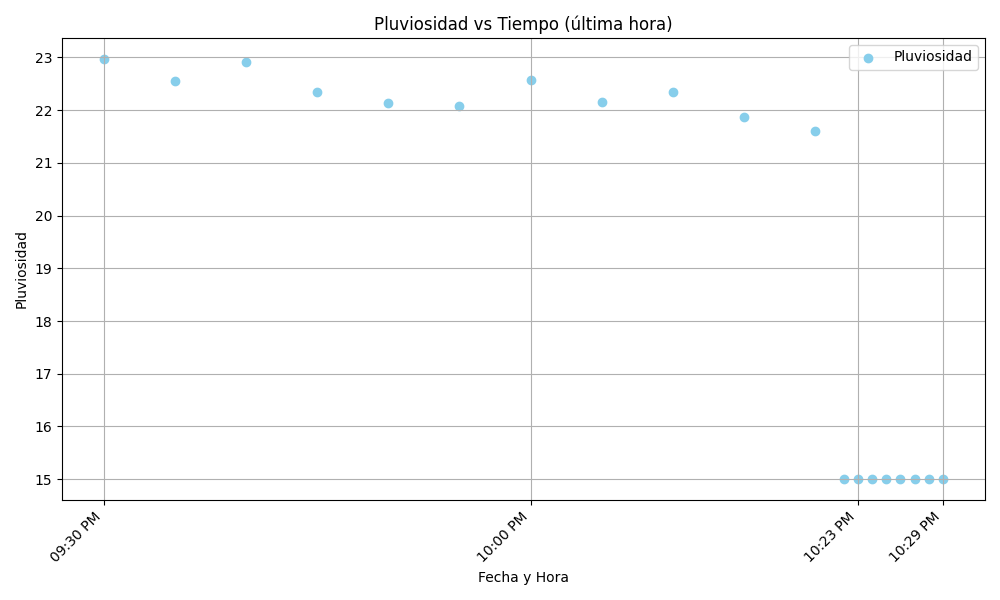 Pluviosidad vs Tiempo (última hora)
Pluviosidad
23
22
21
20
19
18
17
16
15
Pluviosidad
09:30 PM
10:00 PM
10:23 PM
10:29 PM
Fecha y Hora